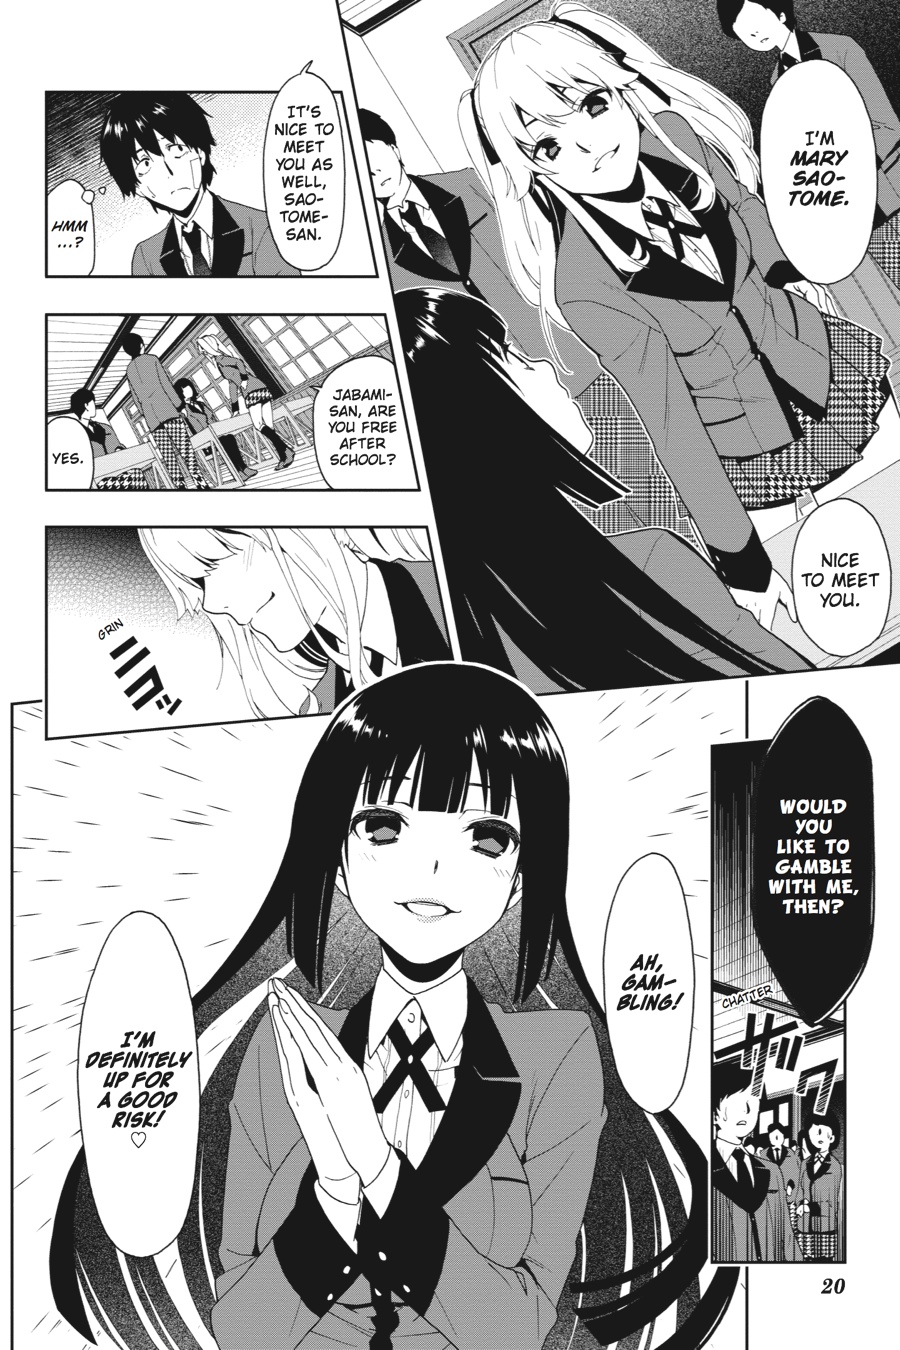 I'M
MARY
SAO-
TOME.
NICE
TO MEET
YOU.
IT'S
NICE TO
MEET
YOU AS
WELL,
SAO-
TOME-
SAN.
HMM
...?
JABAMI-
SAN, ARE
YOU FREE
AFTER
SCHOOL?
YES.
GRIN
ニコッ
WOULD
YOU
LIKE TO
GAMBLE
WITH ME,
THEN?
CHATTER
ザワ
AH,
GAM-
BLING!
I'M
DEFINITELY
UP FOR
A GOOD
RISK!
♡
20